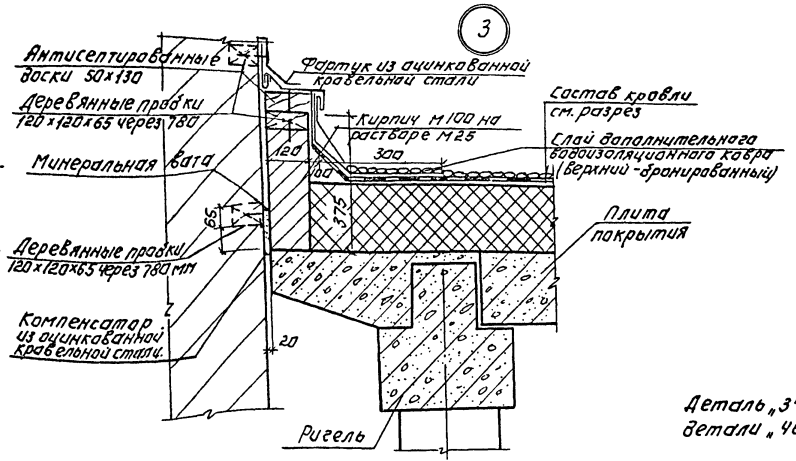 3
Антисептированные
доски 50х130
Фартук из оцинкованной
кровельной стали
Деревянные пробки
120х120х65 через 780
Кирпич М100 на
растворе М25
Состав кровли
см. разрез
Слой дополнительного
водоизоляционного ковра
(верхний-бронированный)
120
100
300
Минеральная вата
65
375
Плита
покрытия
Деревянные пробки
120х120х65 через 780 мм
Компенсатор
из оцинкованной
кровельной стали.
20
Ригель
Деталь „3"
детали „